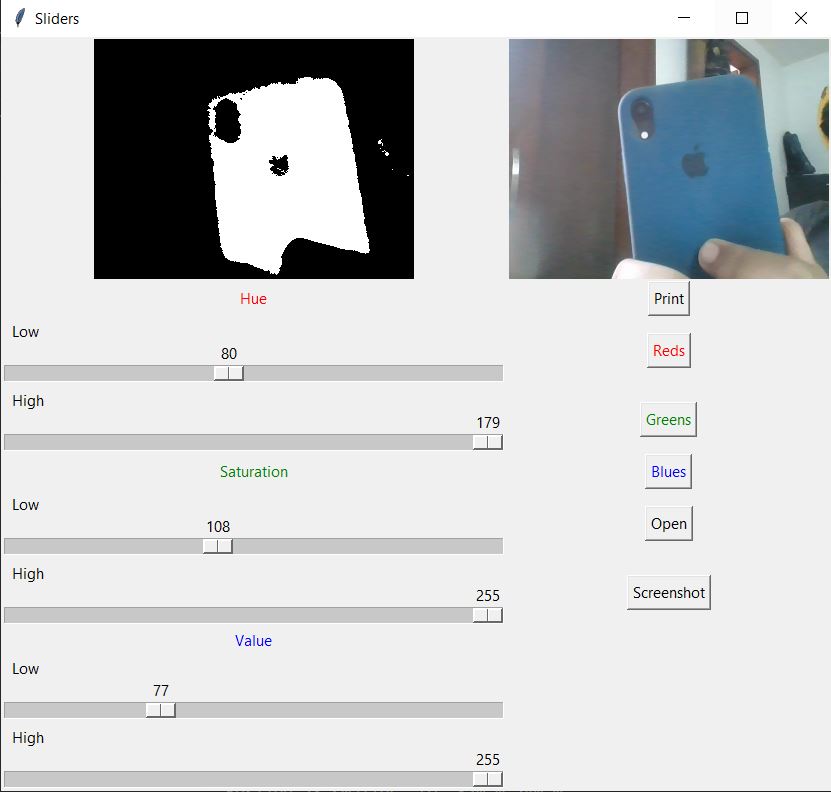 Sliders
Hue
Low
80
High
179
Saturation
Low
108
High
255
Value
Low
77
High
255
Print
Reds
Greens
Blues
Open
Screenshot